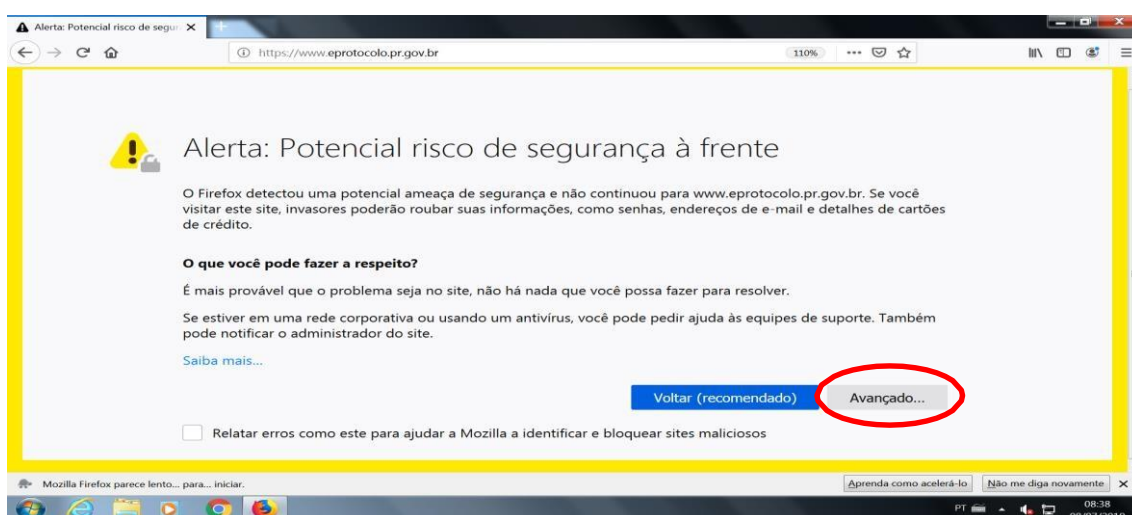 Alerta: Potencial risco de segur
https://www.eprotocolo.pr.gov.br
110%
Alerta: Potencial risco de segurança à frente
O Firefox detectou uma potencial ameaça de segurança e não continuou para www.eprotocolo.pr.gov.br. Se você
visitar este site, invasores poderão roubar suas informações, como senhas, endereços de e-mail e detalhes de cartões
de crédito.
O que você pode fazer a respeito?
É mais provável que o problema seja no site, não há nada que você possa fazer para resolver.
Se estiver em uma rede corporativa ou usando um antivírus, você pode pedir ajuda às equipes de suporte. Também
pode notificar o administrador do site.
Saiba mais...
Voltar (recomendado) Avançado...
Relatar erros como este para ajudar a Mozilla a identificar e bloquear sites maliciosos
Mozilla Firefox parece lento... para... iniciar. Aprenda como acelerá-lo Não me diga novamente
PT 08:38